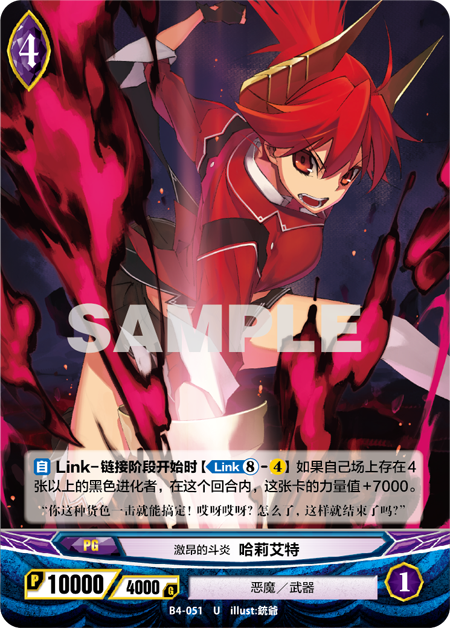 4
SAMPLE
自 Link-链接阶段开始时【Link 8-4】如果自己场上存在4
张以上的黑色进化者，在这个回合内，这张卡的力量值+7000。
“你这种货色一击就能搞定！哎呀哎呀？怎么了，这样就结束了吗？”
PG
激昂的斗炎 哈莉艾特
P 10000/4000 G
恶魔／武器
1
B4-051 U illust:銃爺